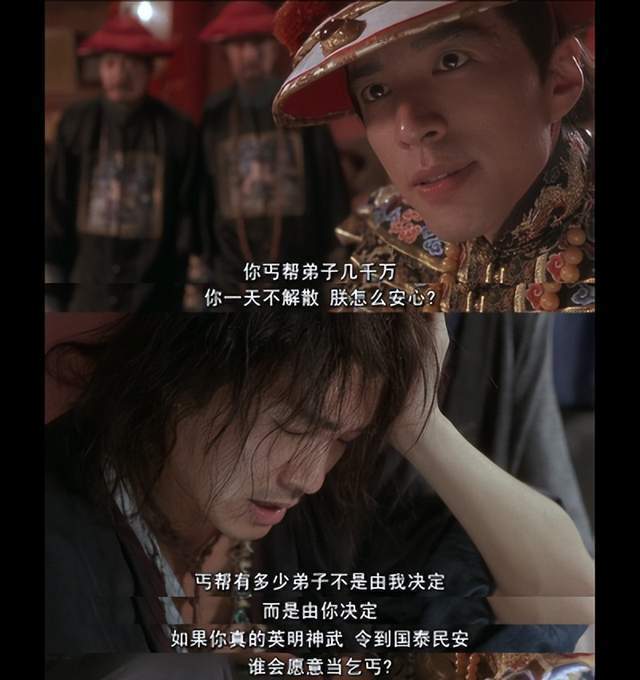 你丐帮弟子几千万
你一天不解散 朕怎么安心?
丐帮有多少弟子不是由我决定
而是由你决定
如果你真的英明神武 令到国泰民安
谁会愿意当乞丐?